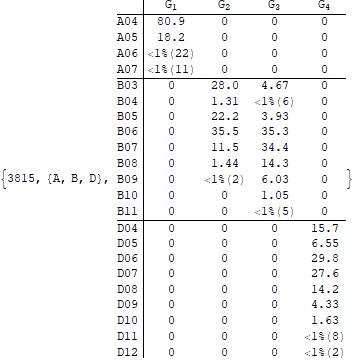 G1 G2 G3 G4
A04 80.9 0 0 0
A05 18.2 0 0 0
A06 <1%(22) 0 0 0
A07 <1%(11) 0 0 0
B03 0 28.0 4.67 0
B04 0 1.31 <1%(6) 0
B05 0 22.2 3.93 0
B06 0 35.5 35.3 0
B07 0 11.5 34.4 0
B08 0 1.44 14.3 0
{3815, {A, B, D}, B09 0 <1%(2) 6.03 0 }
B10 0 0 1.05 0
B11 0 0 <1%(5) 0
D04 0 0 0 15.7
D05 0 0 0 6.55
D06 0 0 0 29.8
D07 0 0 0 27.6
D08 0 0 0 14.2
D09 0 0 0 4.33
D10 0 0 0 1.63
D11 0 0 0 <1%(8)
D12 0 0 0 <1%(2)